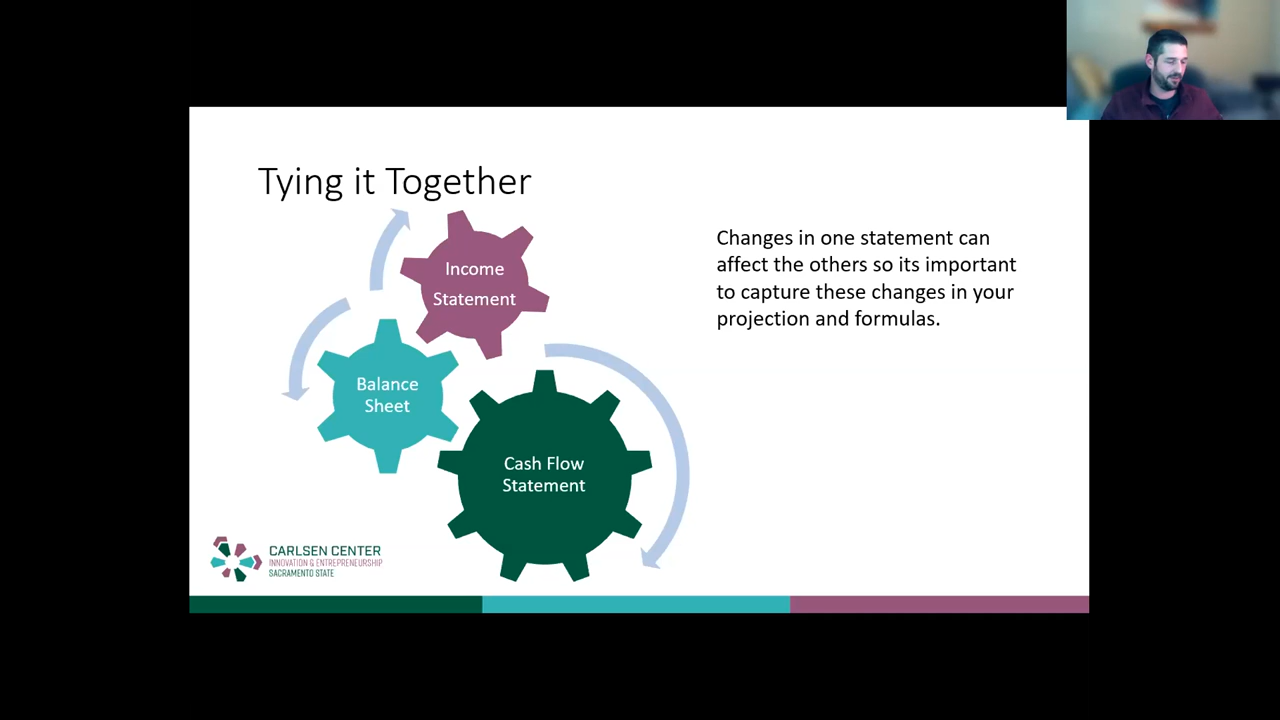 Tying it Together
Income
Statement
Balance
Sheet
Cash Flow
Statement
Changes in one statement can
affect the others so its important
to capture these changes in your
projection and formulas.
CARLSEN CENTER
INNOVATION & ENTREPRENEURSHIP
SACRAMENTO STATE